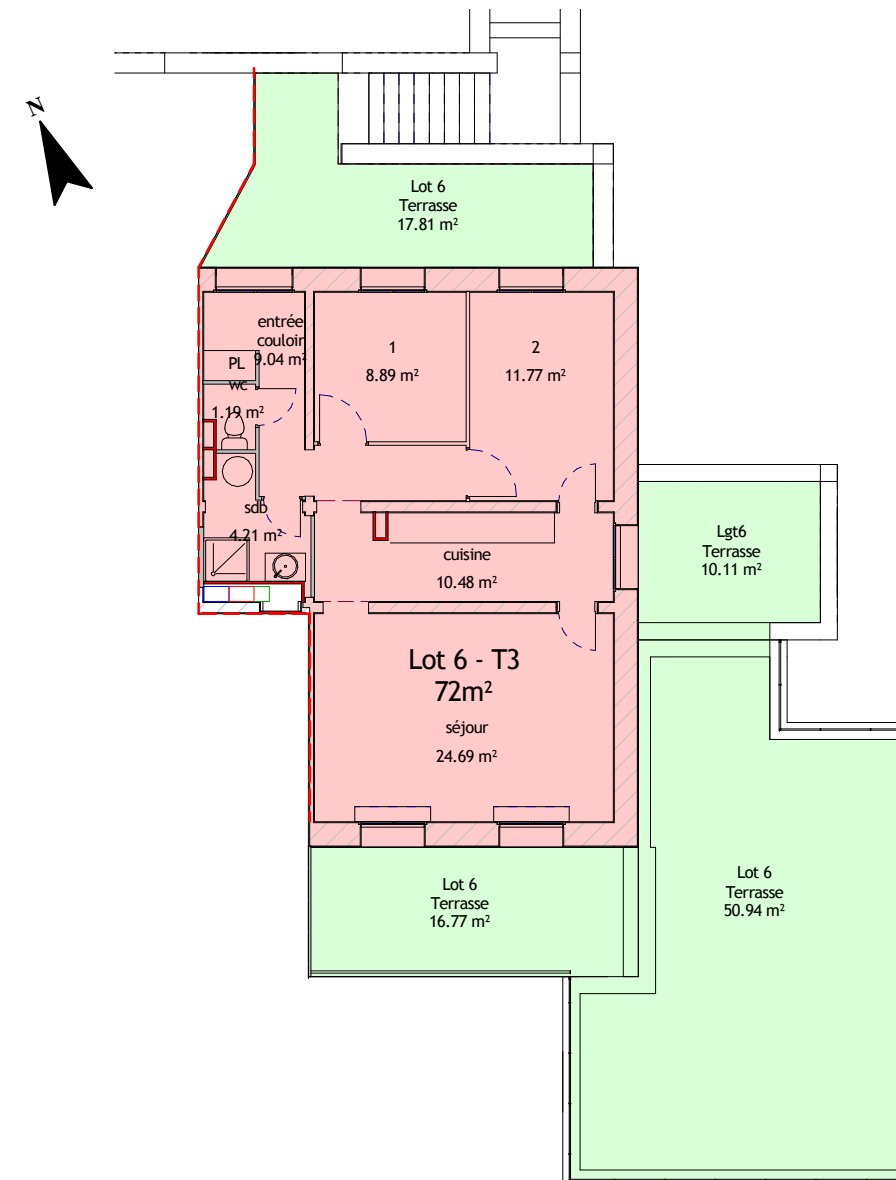 N
Lot 6
Terrasse
17.81 m²
entrée
couloir
9.04 m²
PL
wc
1.19 m²
1
8.89 m²
2
11.77 m²
sdb
4.21 m²
cuisine
10.48 m²
Lgt6
Terrasse
10.11 m²
Lot 6 - T3
72m²
séjour
24.69 m²
Lot 6
Terrasse
16.77 m²
Lot 6
Terrasse
50.94 m²